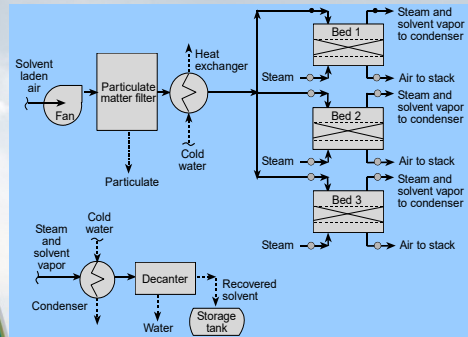 Solvent
laden
air
Fan
Particulate
matter filter
Particulate
Heat
exchanger
Cold
water
Bed 1
Steam and
solvent vapor
to condenser
Steam
Air to stack
Bed 2
Steam and
solvent vapor
to condenser
Steam
Air to stack
Bed 3
Steam and
solvent vapor
to condenser
Steam
Air to stack
Steam and
solvent
vapor
Cold
water
Condenser
Decanter
Water
Recovered
solvent
Storage
tank